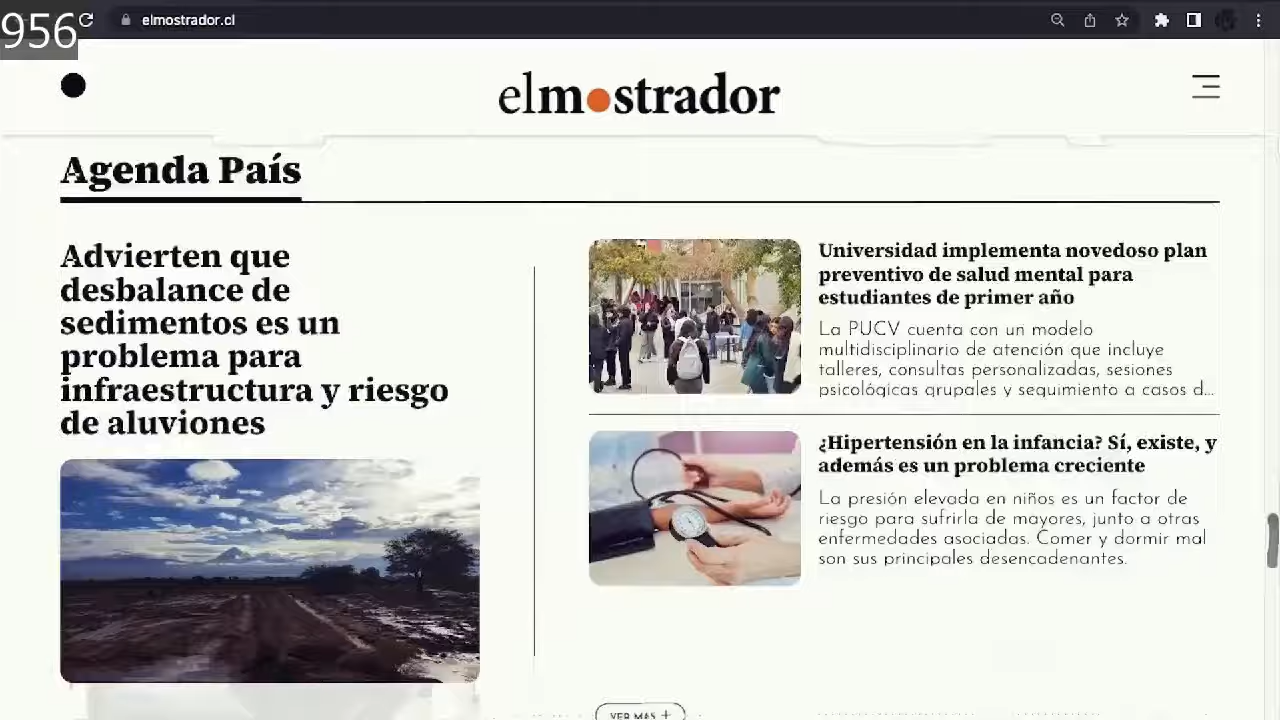 956
elmostrador.cl
elmostrador
Agenda País
Advierten que
desbalance de
sedimentos es un
problema para
infraestructura y riesgo
de aluviones
Universidad implementa novedoso plan
preventivo de salud mental para
estudiantes de primer año
La PUCV cuenta con un modelo
multidisciplinario de atención que incluye
talleres, consultas personalizadas, sesiones
psicológicas grupales y seguimiento a casos d...
¿Hipertensión en la infancia? Sí, existe, y
además es un problema creciente
La presión elevada en niños es un factor de
riesgo para sufrirla de mayores, junto a otras
enfermedades asociadas. Comer y dormir mal
son sus principales desencadenantes.
VER MÁS +